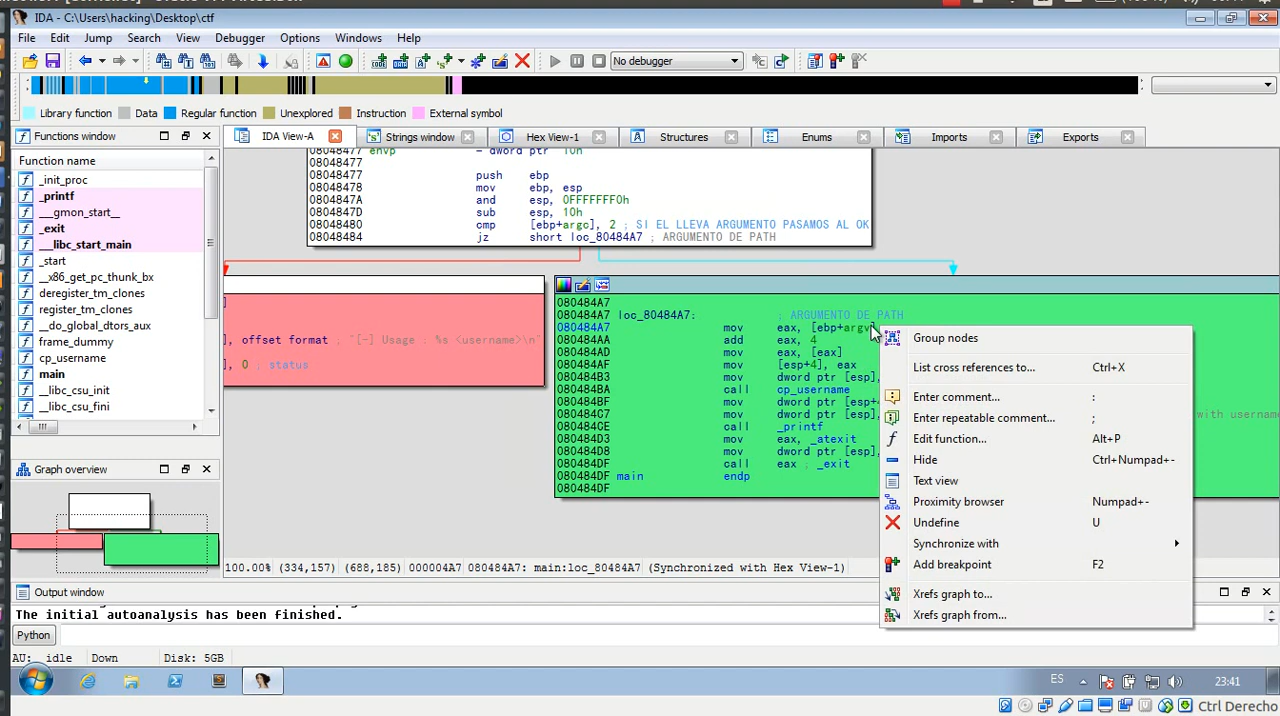 IDA - C:\Users\hacking\Desktop\ctf
File Edit Jump Search View Debugger Options Windows Help
No debugger
Library function Data Regular function Unexplored Instruction External symbol
Functions window
IDA View-A Strings window Hex View-1 Structures Enums Imports Exports
Function name
_init_proc
_printf
___gmon_start__
_exit
___libc_start_main
_start
__x86_get_pc_thunk_bx
deregister_tm_clones
register_tm_clones
__do_global_dtors_aux
frame_dummy
cp_username
main
__libc_csu_init
__libc_csu_fini
Graph overview
08048477 envp = dword ptr 10h
08048477
08048477 push ebp
08048478 mov ebp, esp
0804847A and esp, 0FFFFFFF0h
0804847D sub esp, 10h
08048480 cmp [ebp+argc], 2 ; SI EL LLEVA ARGUMENTO PASAMOS AL OK
08048484 jz short loc_80484A7 ; ARGUMENTO DE PATH
]
], offset format ; "[-] Usage : %s <username>\n"
], 0 ; status
080484A7
080484A7 loc_80484A7: ; ARGUMENTO DE PATH
080484A7 mov eax, [ebp+argv]
080484AA add eax, 4
080484AD mov eax, [eax]
080484AF mov [esp+4], eax
080484B3 mov dword ptr [esp],
080484BA call cp_username
080484BF mov dword ptr [esp+
080484C7 mov dword ptr [esp], with username
080484CE call _printf
080484D3 mov eax, _atexit
080484D8 mov dword ptr [esp],
080484DF call eax ; _exit
080484DF main endp
080484DF
Group nodes
List cross references to... Ctrl+X
Enter comment... :
Enter repeatable comment... ;
Edit function... Alt+P
Hide Ctrl+Numpad+-
Text view
Proximity browser Numpad+-
Undefine U
Synchronize with
Add breakpoint F2
Xrefs graph to...
Xrefs graph from...
100.00% (334,157) (688,185) 000004A7 080484A7: main:loc_80484A7 (Synchronized with Hex View-1)
Output window
The initial autoanalysis has been finished.
Python
AU: idle Down Disk: 5GB
ES 23:41
Ctrl Derecho